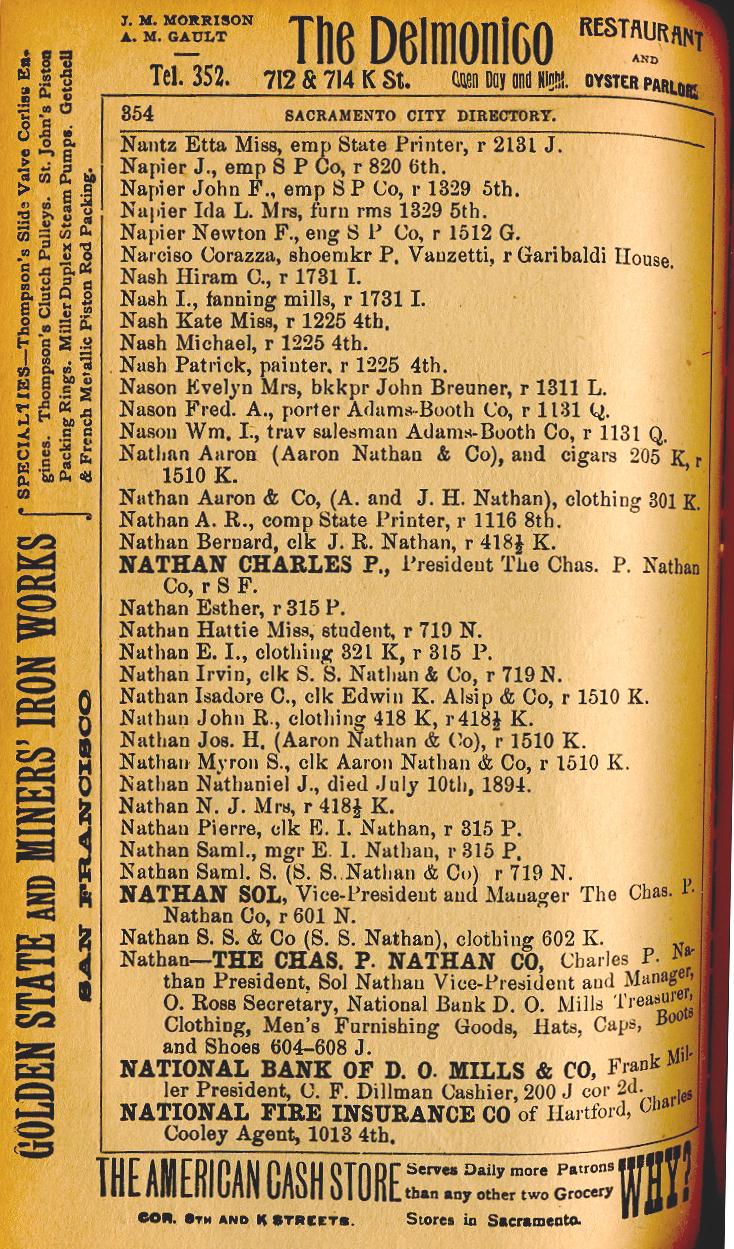 J. M. MORRISON
A. M. GAULT
Tel. 352.
The Delmonico
712 & 714 K St. Open Day and Night.
RESTAURANT
AND
OYSTER PARLORS
354 SACRAMENTO CITY DIRECTORY.
Nantz Etta Miss, emp State Printer, r 2131 J.
Napier J., emp S P Co, r 820 6th.
Napier John F., emp S P Co, r 1329 5th.
Napier Ida L. Mrs, furn rms 1329 5th.
Napier Newton F., eng S P Co, r 1512 G.
Narciso Corazza, shoemkr P. Vanzetti, r Garibaldi House.
Nash Hiram C., r 1731 I.
Nash I., fanning mills, r 1731 I.
Nash Kate Miss, r 1225 4th.
Nash Michael, r 1225 4th.
Nash Patrick, painter, r 1225 4th.
Nason Evelyn Mrs, bkkpr John Breuner, r 1311 L.
Nason Fred. A., porter Adams-Booth Co, r 1131 Q.
Nason Wm. I., trav salesman Adams-Booth Co, r 1131 Q.
Nathan Aaron (Aaron Nathan & Co), and cigars 205 K, r
1510 K.
Nathan Aaron & Co, (A. and J. H. Nathan), clothing 301 K.
Nathan A. R., comp State Printer, r 1116 8th.
Nathan Bernard, clk J. R. Nathan, r 418½ K.
NATHAN CHARLES P., President The Chas. P. Nathan
Co, r S F.
Nathan Esther, r 315 P.
Nathan Hattie Miss, student, r 719 N.
Nathan E. I., clothing 321 K, r 315 P.
Nathan Irvin, clk S. S. Nathan & Co, r 719 N.
Nathan Isadore C., clk Edwin K. Alsip & Co, r 1510 K.
Nathan John R., clothing 418 K, r 418½ K.
Nathan Jos. H. (Aaron Nathan & Co), r 1510 K.
Nathan Myron S., clk Aaron Nathan & Co, r 1510 K.
Nathan Nathaniel J., died July 10th, 1894.
Nathan N. J. Mrs, r 418½ K.
Nathan Pierre, clk E. I. Nathan, r 315 P.
Nathan Saml., mgr E. I. Nathan, r 315 P.
Nathan Saml. S. (S. S. Nathan & Co) r 719 N.
NATHAN SOL, Vice-President and Manager The Chas. P.
Nathan Co, r 601 N.
Nathan S. S. & Co (S. S. Nathan), clothing 602 K.
Nathan—THE CHAS. P. NATHAN CO, Charles P. Na-
than President, Sol Nathan Vice-President and Manager,
O. Ross Secretary, National Bank D. O. Mills Treasurer,
Clothing, Men's Furnishing Goods, Hats, Caps, Boots
and Shoes 604-608 J.
NATIONAL BANK OF D. O. MILLS & CO, Frank Mil-
ler President, C. F. Dillman Cashier, 200 J cor 2d.
NATIONAL FIRE INSURANCE CO of Hartford, Charles
Cooley Agent, 1013 4th.
THE AMERICAN CASH STORE
COR. 8TH AND K STREETS.
Serves Daily more Patrons
than any other two Grocery
Stores in Sacramento.
WHY?
GOLDEN STATE AND MINERS' IRON WORKS
SAN FRANCISCO
SPECIALTIES—Thompson's Slide Valve Corliss En-
gines. Thompson's Clutch Pulleys. St. John's Piston
Packing Rings. Miller Duplex Steam Pumps. Getchell
& French Metallic Piston Rod Packing.